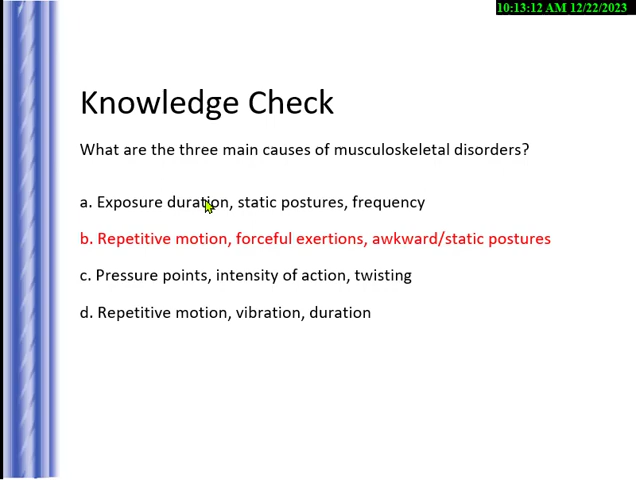 10:13:12 AM 12/22/2023
Knowledge Check
What are the three main causes of musculoskeletal disorders?
a. Exposure duration, static postures, frequency
b. Repetitive motion, forceful exertions, awkward/static postures
c. Pressure points, intensity of action, twisting
d. Repetitive motion, vibration, duration